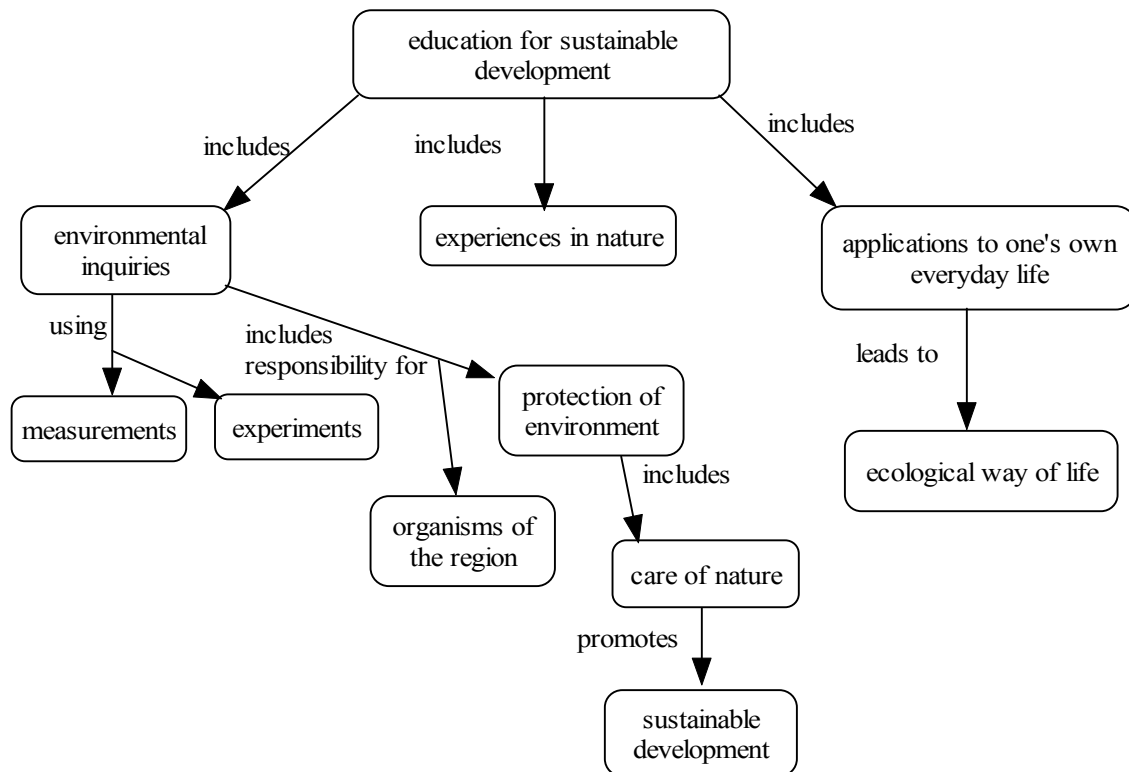 education for sustainable
development
includes
includes
includes
environmental
inquiries
experiences in nature
applications to one's own
everyday life
using
includes
responsibility for
leads to
measurements
experiments
protection of
environment
includes
ecological way of life
organisms of
the region
care of nature
promotes
sustainable
development